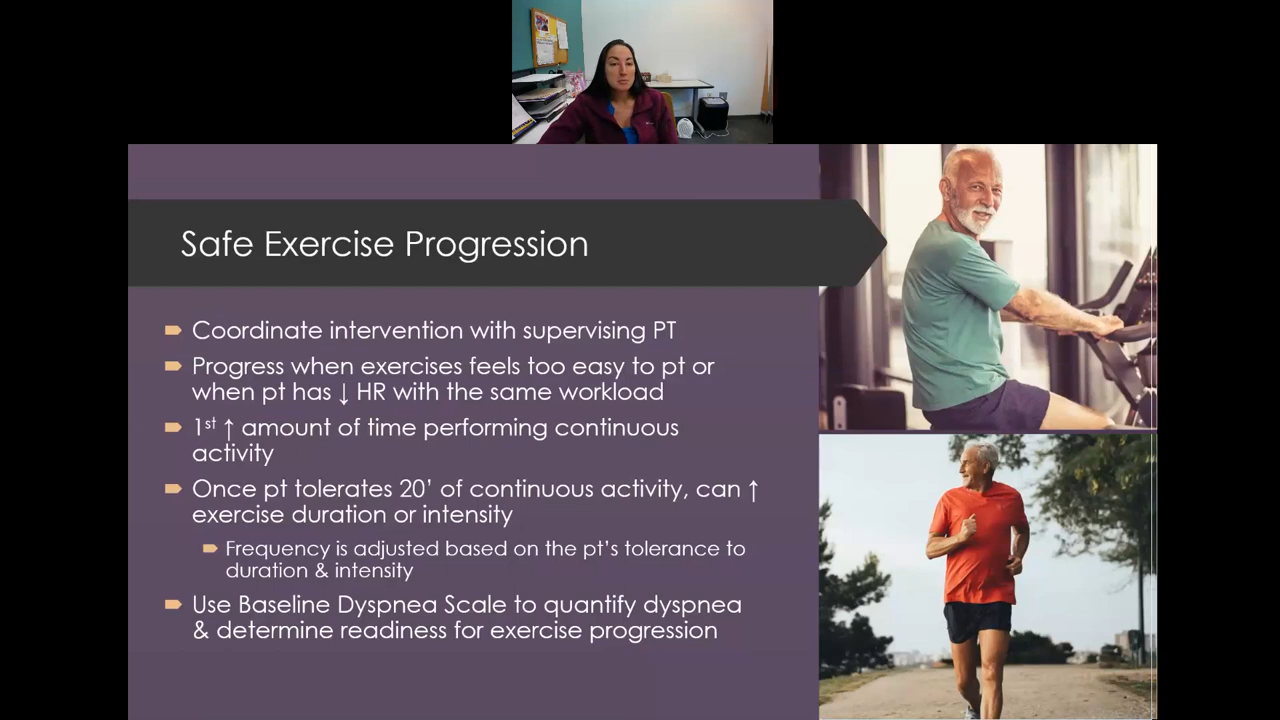 Safe Exercise Progression
Coordinate intervention with supervising PT
Progress when exercises feels too easy to pt or
when pt has ↓ HR with the same workload
1st ↑ amount of time performing continuous
activity
Once pt tolerates 20' of continuous activity, can ↑
exercise duration or intensity
Frequency is adjusted based on the pt's tolerance to
duration & intensity
Use Baseline Dyspnea Scale to quantify dyspnea
& determine readiness for exercise progression